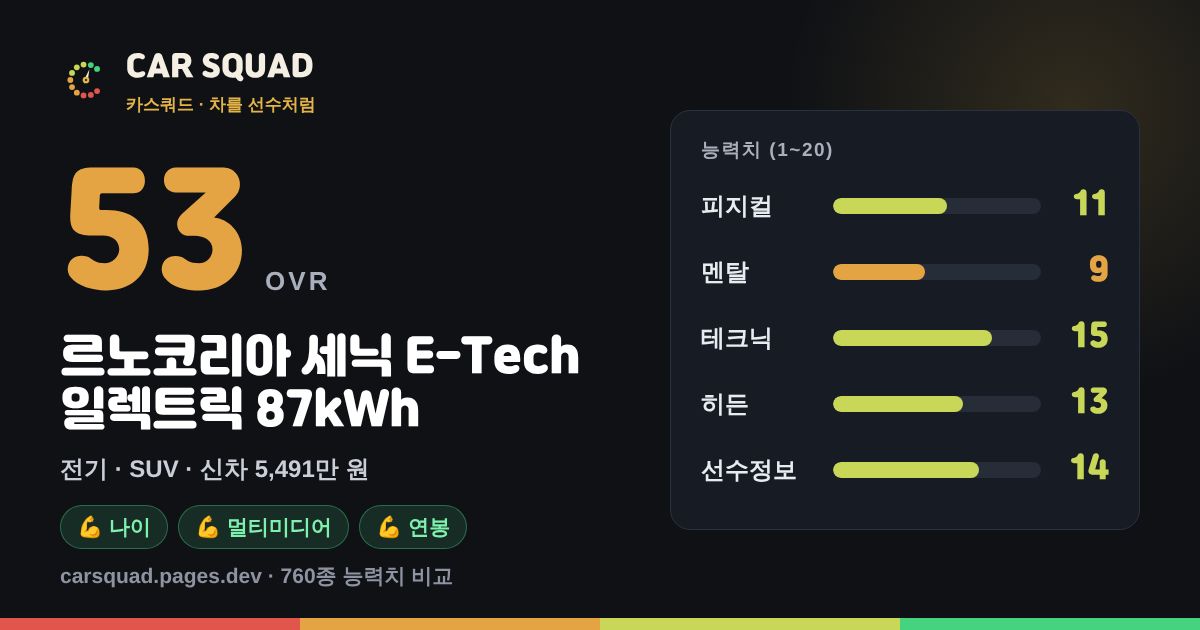 CAR SQUAD
카스쿼드 · 차를 선수처럼
53 OVR
르노코리아 세닉 E-Tech
일렉트릭 87kWh
전기 · SUV · 신차 5,491만 원
💪 나이 💪 멀티미디어 💪 연봉
carsquad.pages.dev · 760종 능력치 비교
능력치 (1~20)
피지컬 11
멘탈 9
테크닉 15
히든 13
선수정보 14